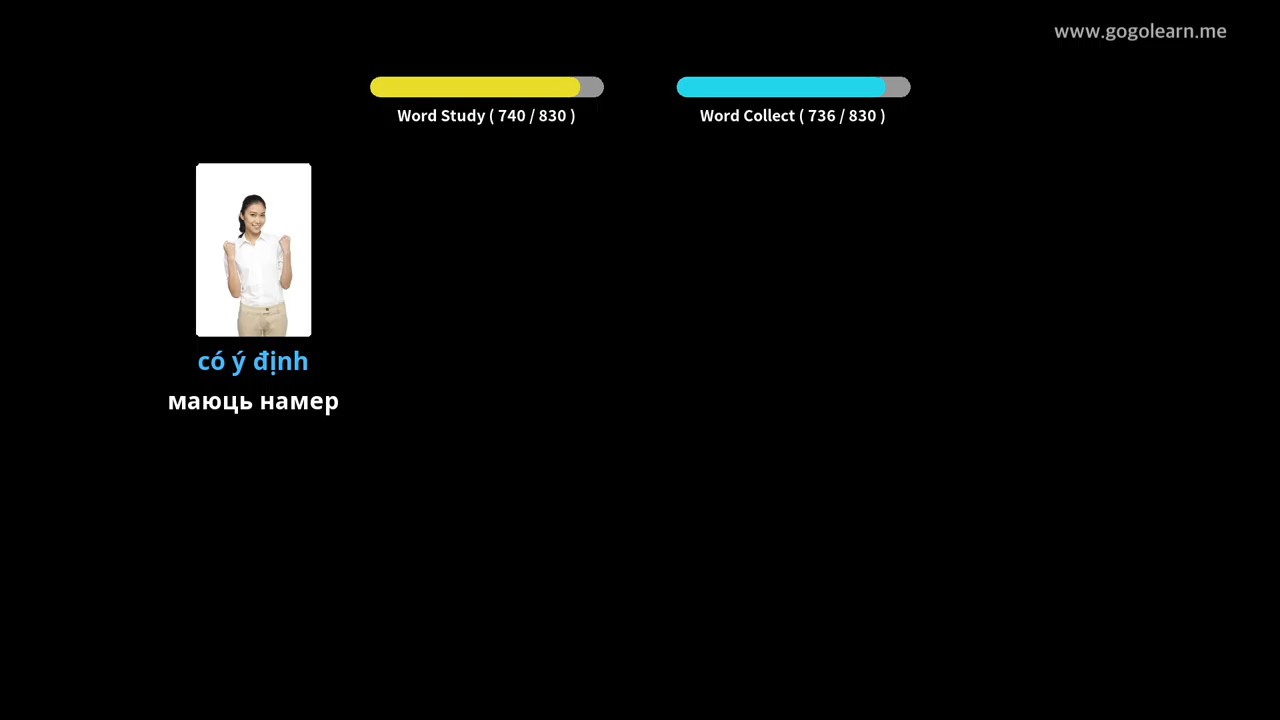 www.gogolearn.me
Word Study ( 740 / 830 )
Word Collect ( 736 / 830 )
có ý định
маюць намер